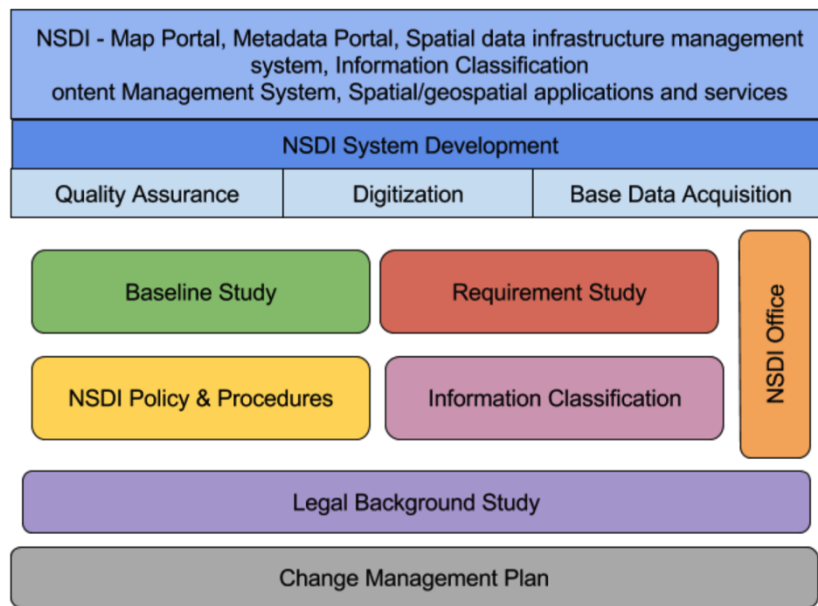 NSDI - Map Portal, Metadata Portal, Spatial data infrastructure management
system, Information Classification
ontent Management System, Spatial/geospatial applications and services
NSDI System Development
Quality Assurance
Digitization
Base Data Acquisition
Baseline Study
Requirement Study
NSDI Office
NSDI Policy & Procedures
Information Classification
Legal Background Study
Change Management Plan